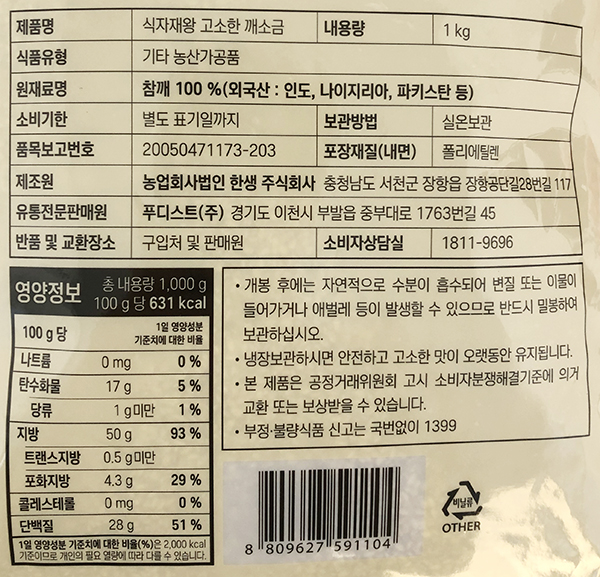 제품명 식자재왕 고소한 깨소금 내용량 1 kg
식품유형 기타 농산가공품
원재료명 참깨 100 %(외국산 : 인도, 나이지리아, 파키스탄 등)
소비기한 별도 표기일까지 보관방법 실온보관
품목보고번호 20050471173-203 포장재질(내면) 폴리에틸렌
제조원 농업회사법인 한생 주식회사 충청남도 서천군 장항읍 장항공단길28번길 117
유통전문판매원 푸디스트(주) 경기도 이천시 부발읍 중부대로 1763번길 45
반품 및 교환장소 구입처 및 판매원 소비자상담실 1811-9696
영양정보 총 내용량 1,000 g
100 g 당 631 kcal
100 g 당 1일 영양성분
기준치에 대한 비율
나트륨 0 mg 0 %
탄수화물 17 g 5 %
당류 1 g미만 1 %
지방 50 g 93 %
트랜스지방 0.5 g미만
포화지방 4.3 g 29 %
콜레스테롤 0 mg 0 %
단백질 28 g 51 %
1일 영양성분 기준치에 대한 비율(%)은 2,000 kcal
기준이므로 개인의 필요 열량에 따라 다를 수 있습니다.
• 개봉 후에는 자연적으로 수분이 흡수되어 변질 또는 이물이
들어가거나 애벌레 등이 발생할 수 있으므로 반드시 밀봉하여
보관하십시오.
• 냉장보관하시면 안전하고 고소한 맛이 오랫동안 유지됩니다.
• 본 제품은 공정거래위원회 고시 소비자분쟁해결기준에 의거
교환 또는 보상받을 수 있습니다.
• 부정·불량식품 신고는 국번없이 1399
8 809627 591104
비닐류
OTHER